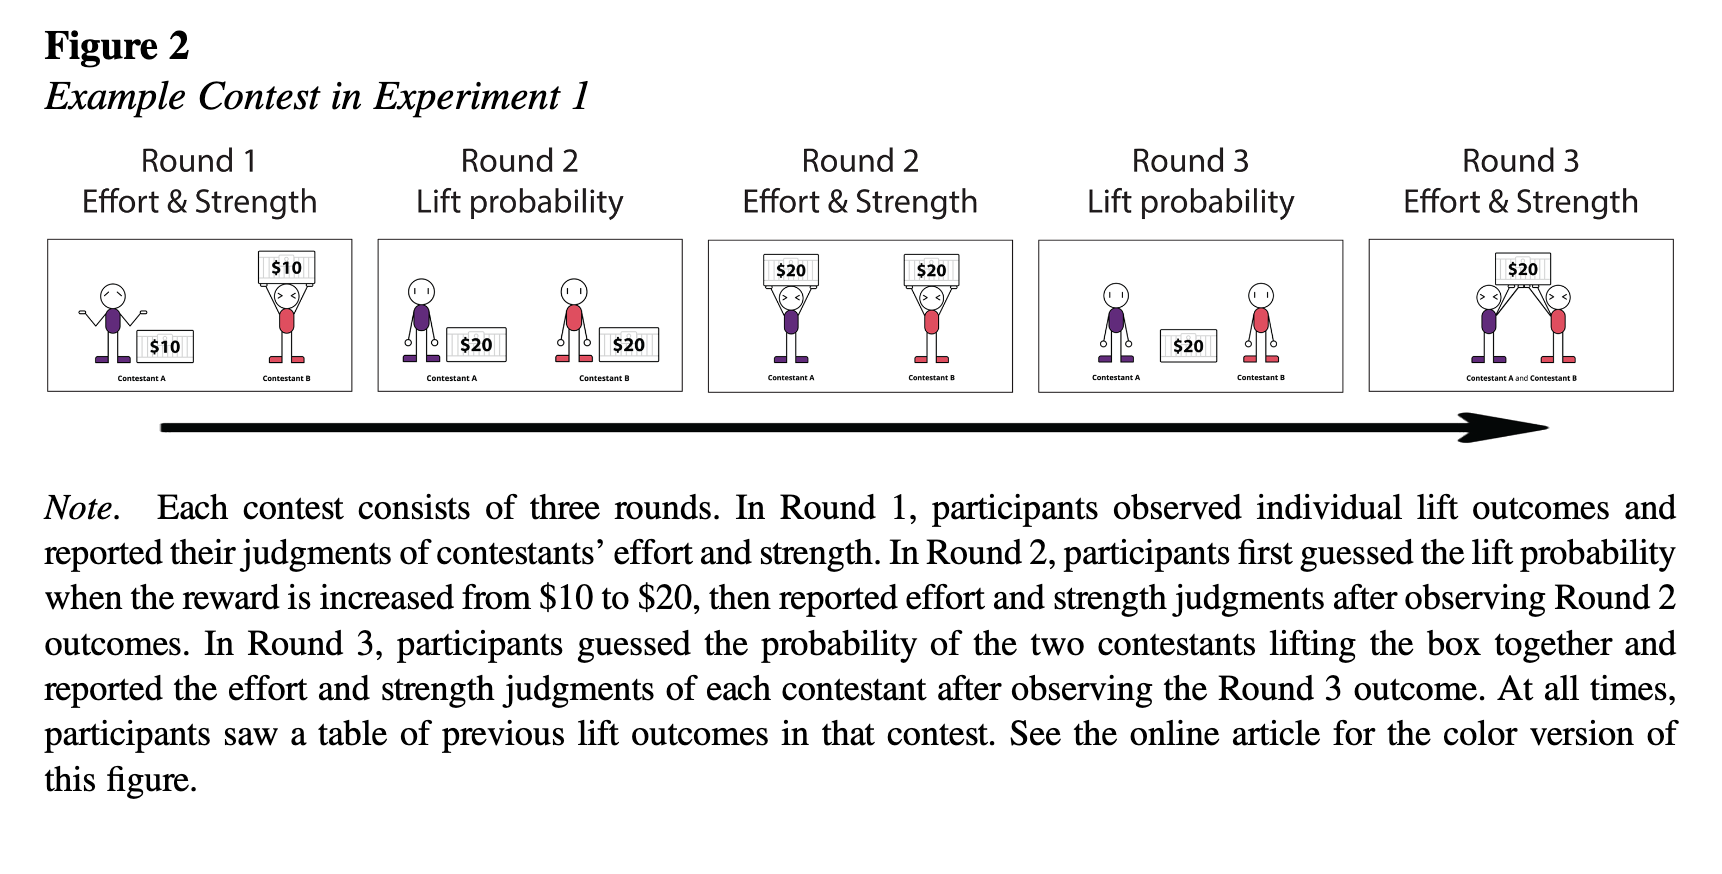 Figure 2
Example Contest in Experiment 1
Round 1
Effort & Strength
Round 2
Lift probability
Round 2
Effort & Strength
Round 3
Lift probability
Round 3
Effort & Strength
$10
$10
Contestant A
Contestant B
$20
$20
Contestant A
Contestant B
$20
$20
Contestant A
Contestant B
$20
Contestant A
Contestant B
$20
Contestant A and Contestant B
Note. Each contest consists of three rounds. In Round 1, participants observed individual lift outcomes and
reported their judgments of contestants’ effort and strength. In Round 2, participants first guessed the lift probability
when the reward is increased from $10 to $20, then reported effort and strength judgments after observing Round 2
outcomes. In Round 3, participants guessed the probability of the two contestants lifting the box together and
reported the effort and strength judgments of each contestant after observing the Round 3 outcome. At all times,
participants saw a table of previous lift outcomes in that contest. See the online article for the color version of
this figure.